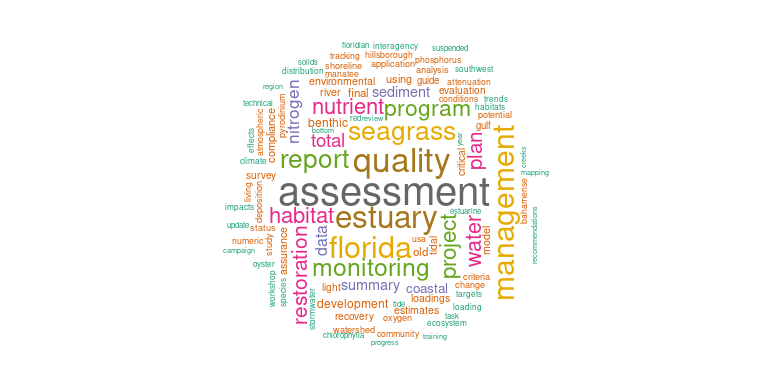 floridian interagency suspended
tracking hillsborough
solids shoreline application phosphorus
distribution manatee analysis southwest
region environmental using guide attenuation
river final sediment evaluation
technical nitrogen nutrient program conditions trends
habitats
atmospheric pyrodinium benthic red review potential
compliance bottom seagrass gulf
effects total year plan
climate report quality critical creeks
survey management mapping
living assessment
deposition bahamense
impacts habitat estuary estuarine
update status project water recommendations
numeric restoration data florida usa tidal model
campaign study old
oyster assurance monitoring
workshop species light summary coastal criteria
change
stormwater development loadings targets
tide estimates loading
recovery oxygen task
watershed ecosystem
chlorophylla community training
progress